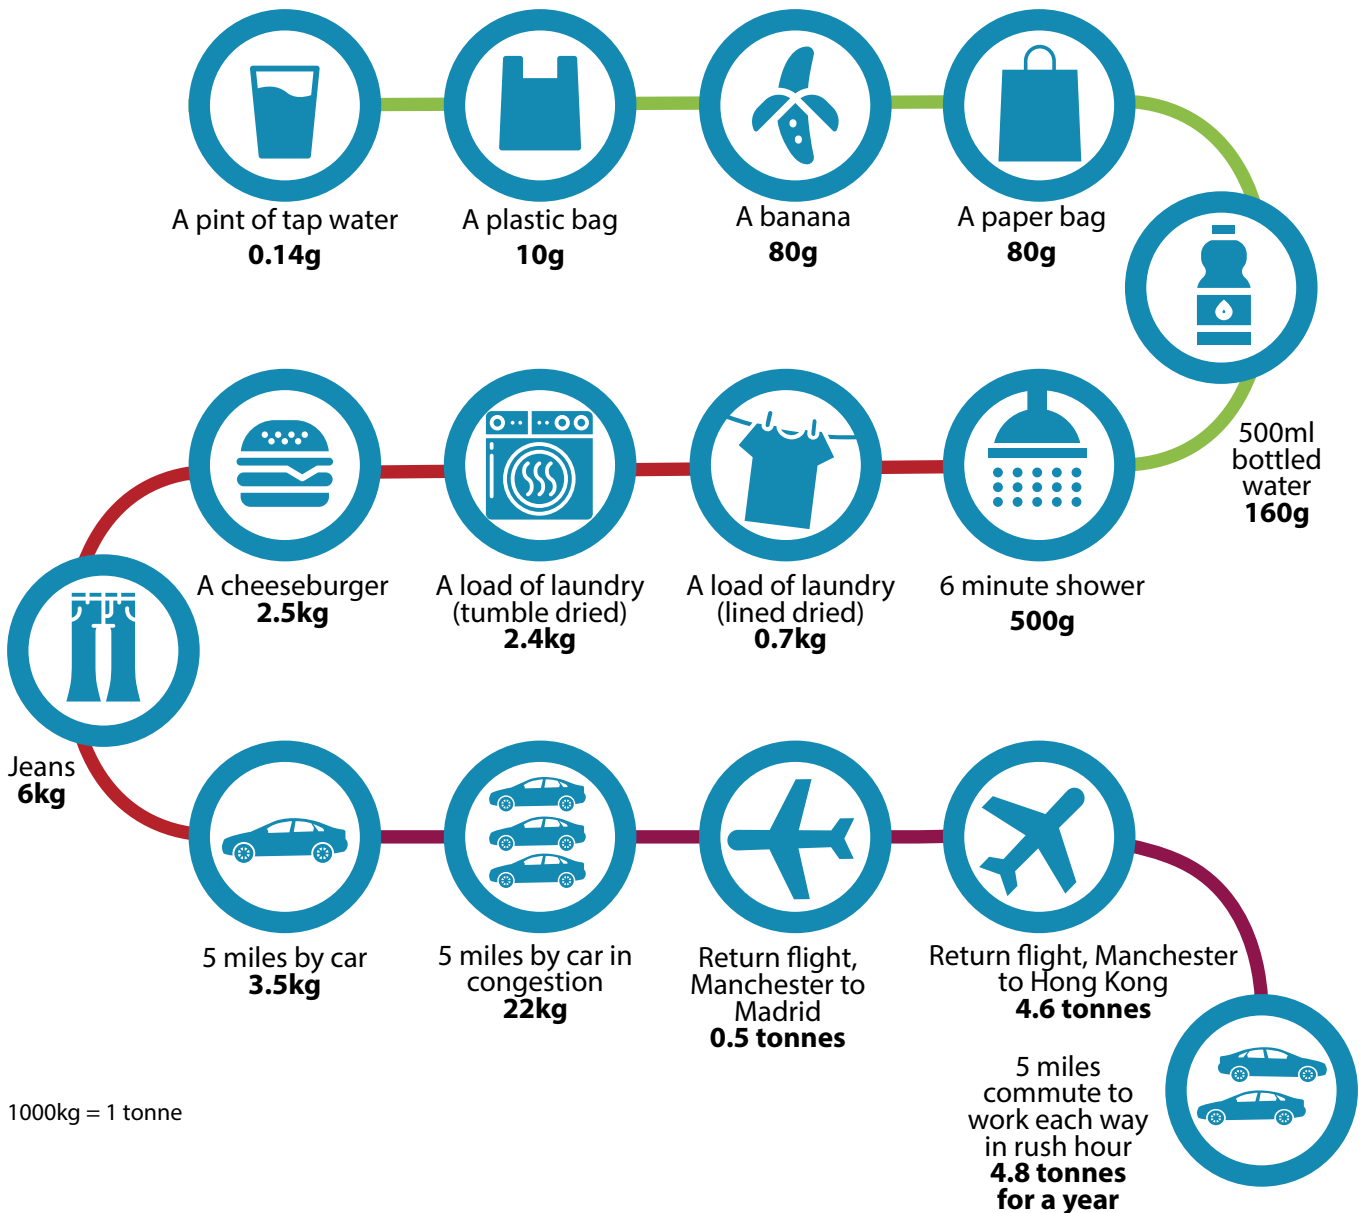 A pint of tap water
0.14g
A plastic bag
10g
A banana
80g
A paper bag
80g
500ml
bottled
water
160g
6 minute shower
500g
A load of laundry
(lined dried)
0.7kg
A load of laundry
(tumble dried)
2.4kg
A cheeseburger
2.5kg
Jeans
6kg
5 miles by car
3.5kg
5 miles by car in
congestion
22kg
Return flight,
Manchester to
Madrid
0.5 tonnes
Return flight, Manchester
to Hong Kong
4.6 tonnes
5 miles
commute to
work each way
in rush hour
4.8 tonnes
for a year
1000kg = 1 tonne